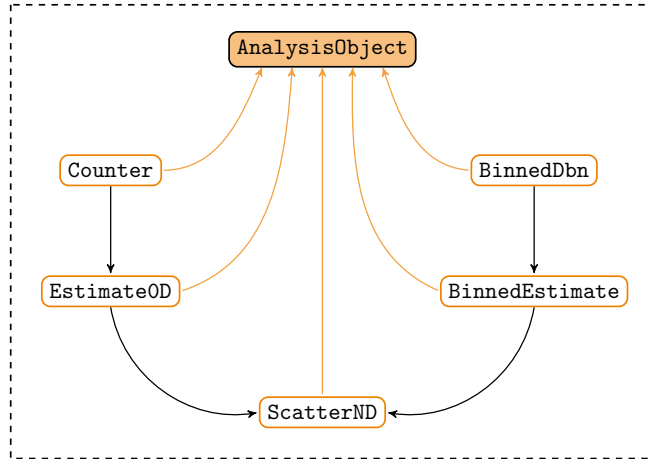 AnalysisObject
Counter
BinnedDbn
Estimate0D
BinnedEstimate
ScatterND